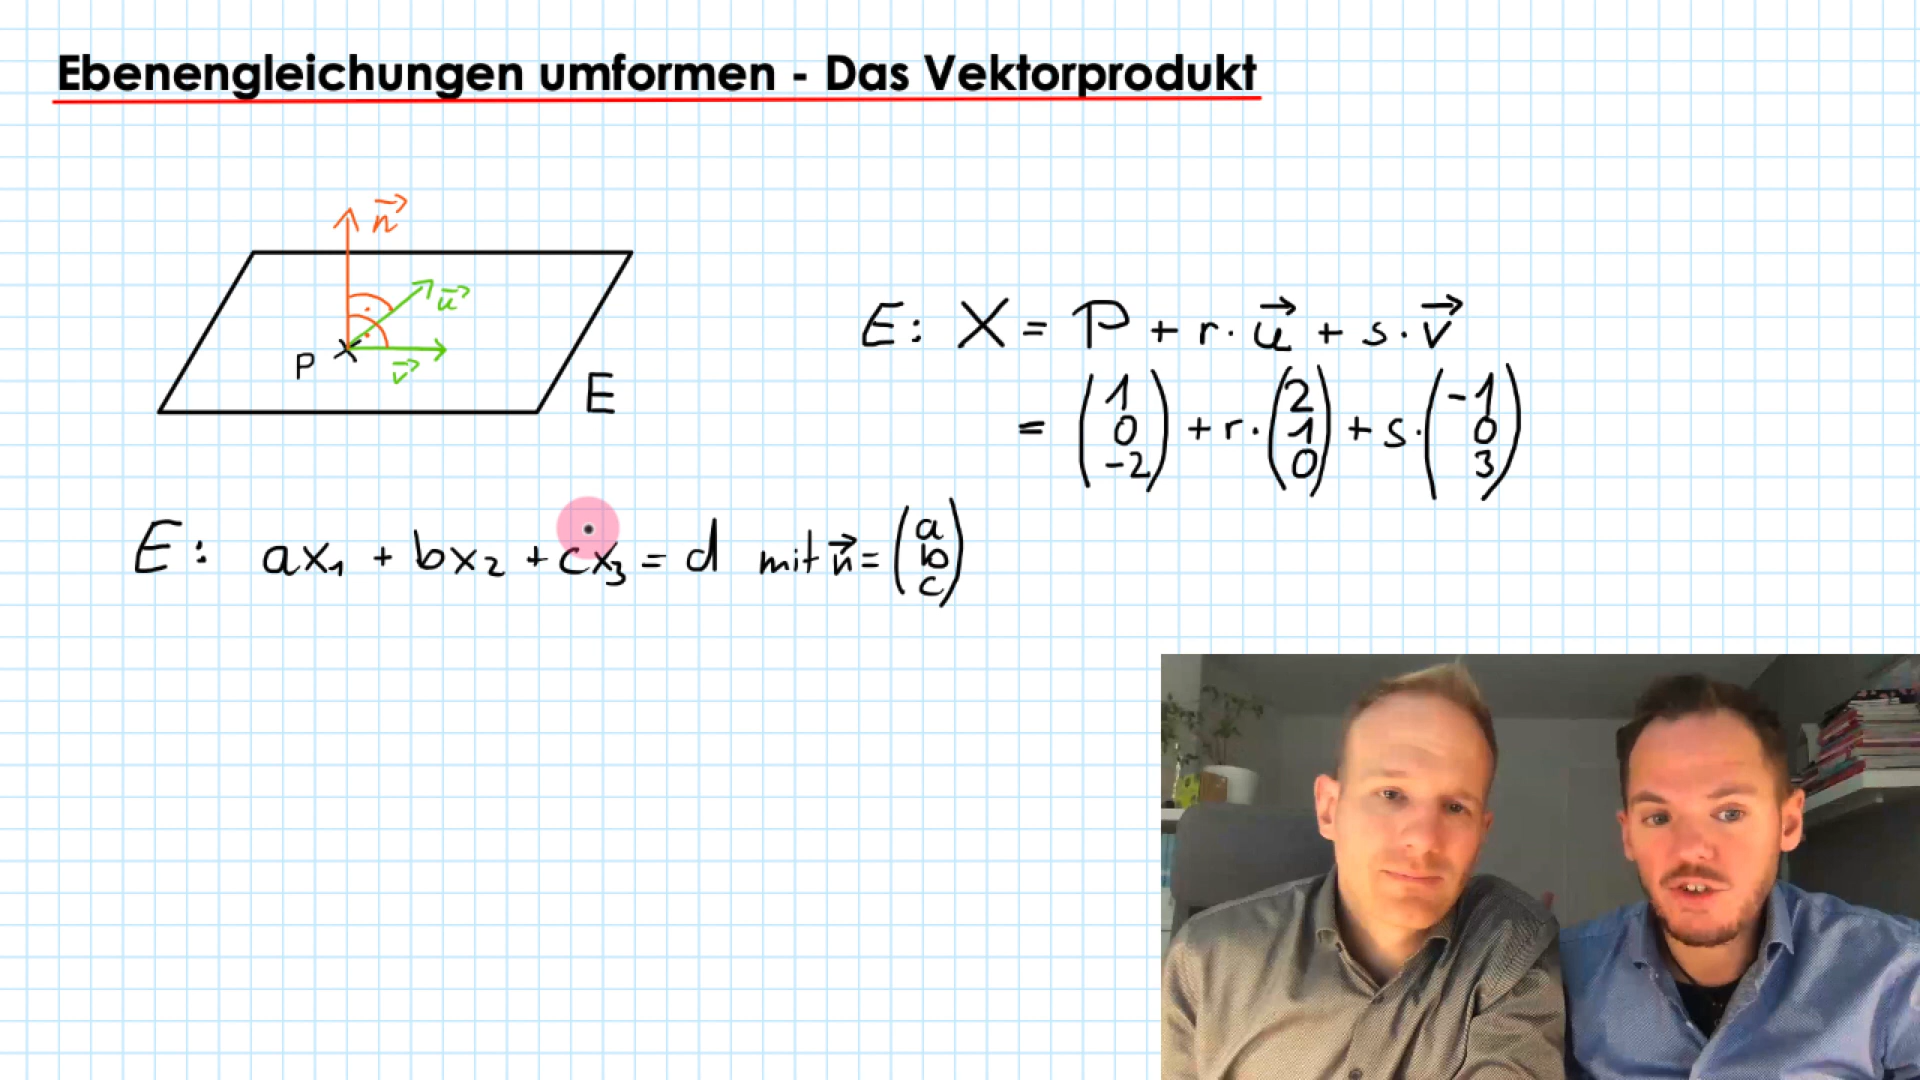 Ebenengleichungen umformen - Das Vektorprodukt
n⃗
u⃗
P
v⃗
E
E: X = P + r · u⃗ + s · v⃗
= (1 0 -2) + r · (2 1 0) + s · (-1 0 3)
E: ax₁ + bx₂ + cx₃ = d mit n⃗ = (a b c)